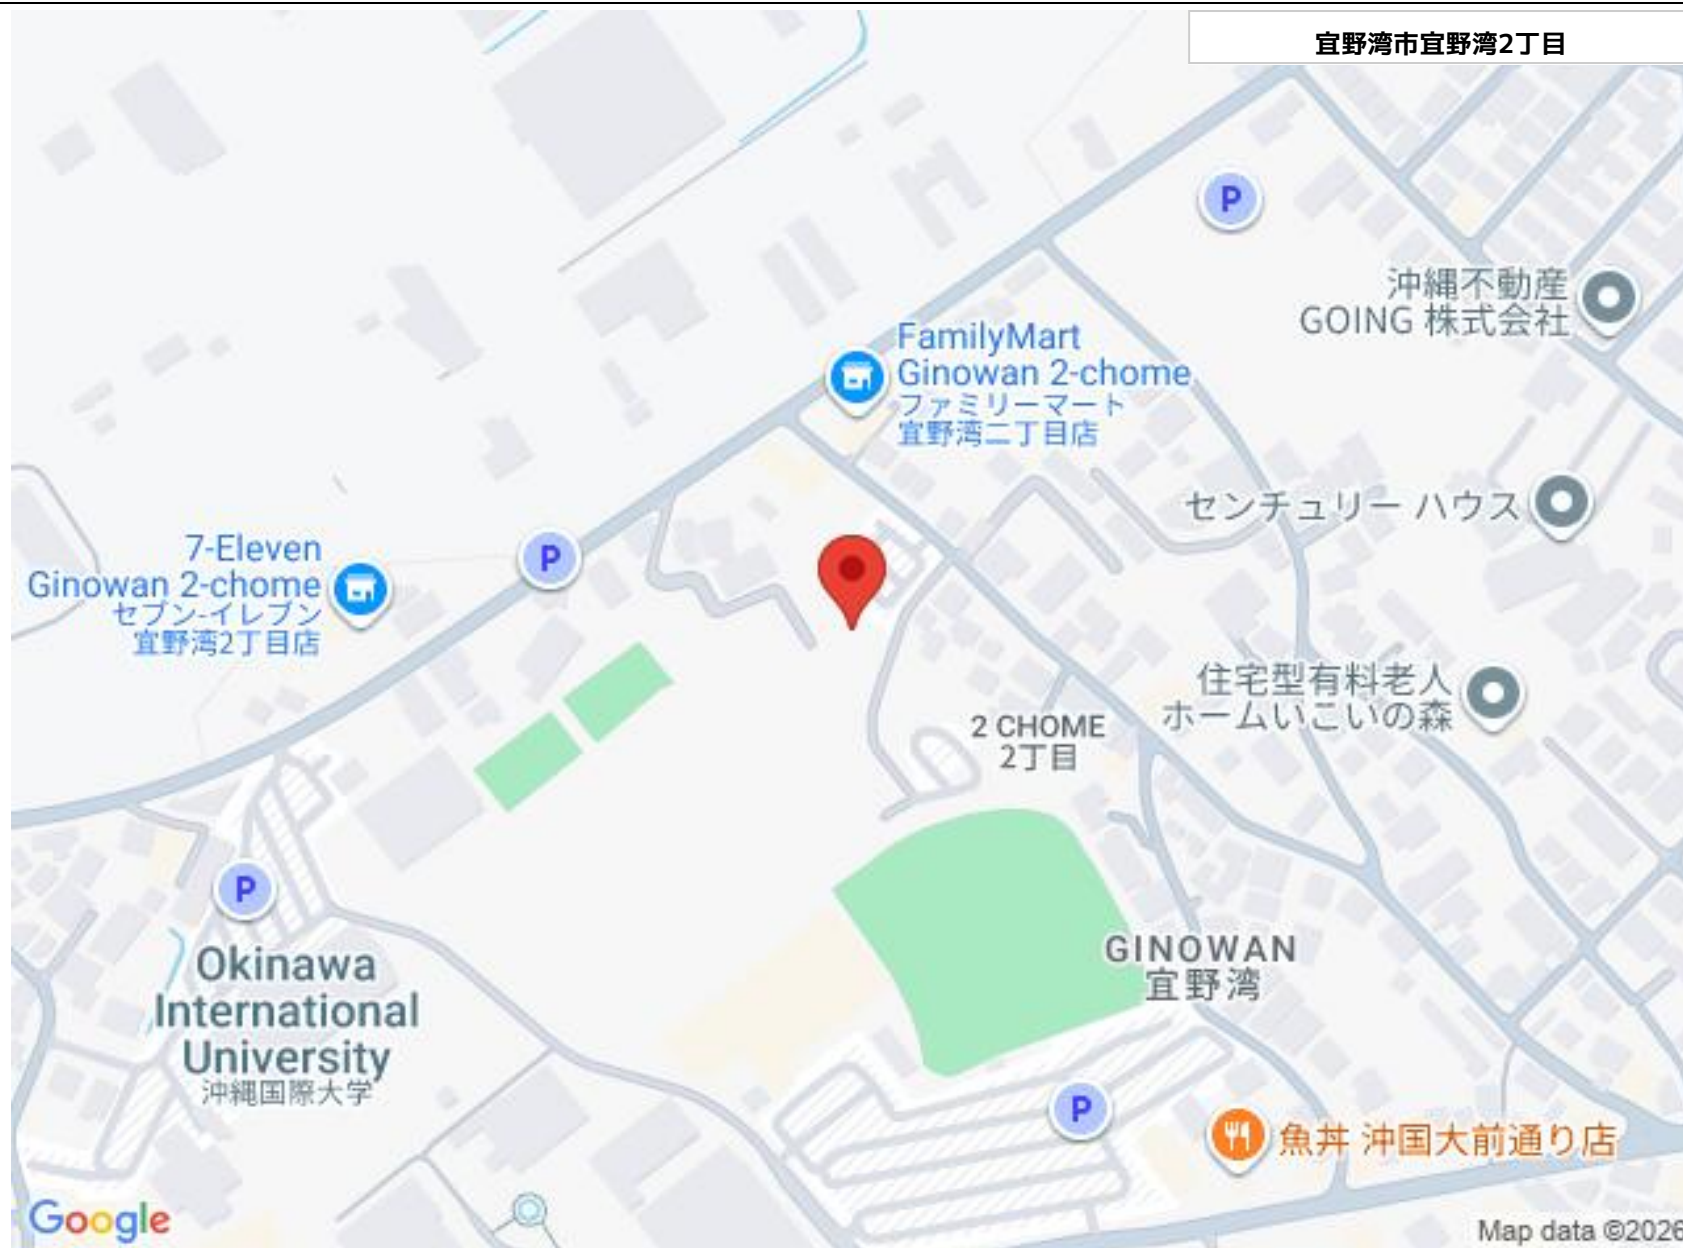 宜野湾市宜野湾2丁目
P
沖縄不動産
GOING 株式会社
FamilyMart
Ginowan 2-chome
ファミリーマート
宜野湾二丁目店
センチュリー ハウス
7-Eleven
Ginowan 2-chome
セブン-イレブン
宜野湾2丁目店
P
住宅型有料老人
ホームいこいの森
2 CHOME
2丁目
P
GINOWAN
宜野湾
Okinawa
International
University
沖縄国際大学
P
魚丼 沖国大前通り店
Google
Map data ©2026